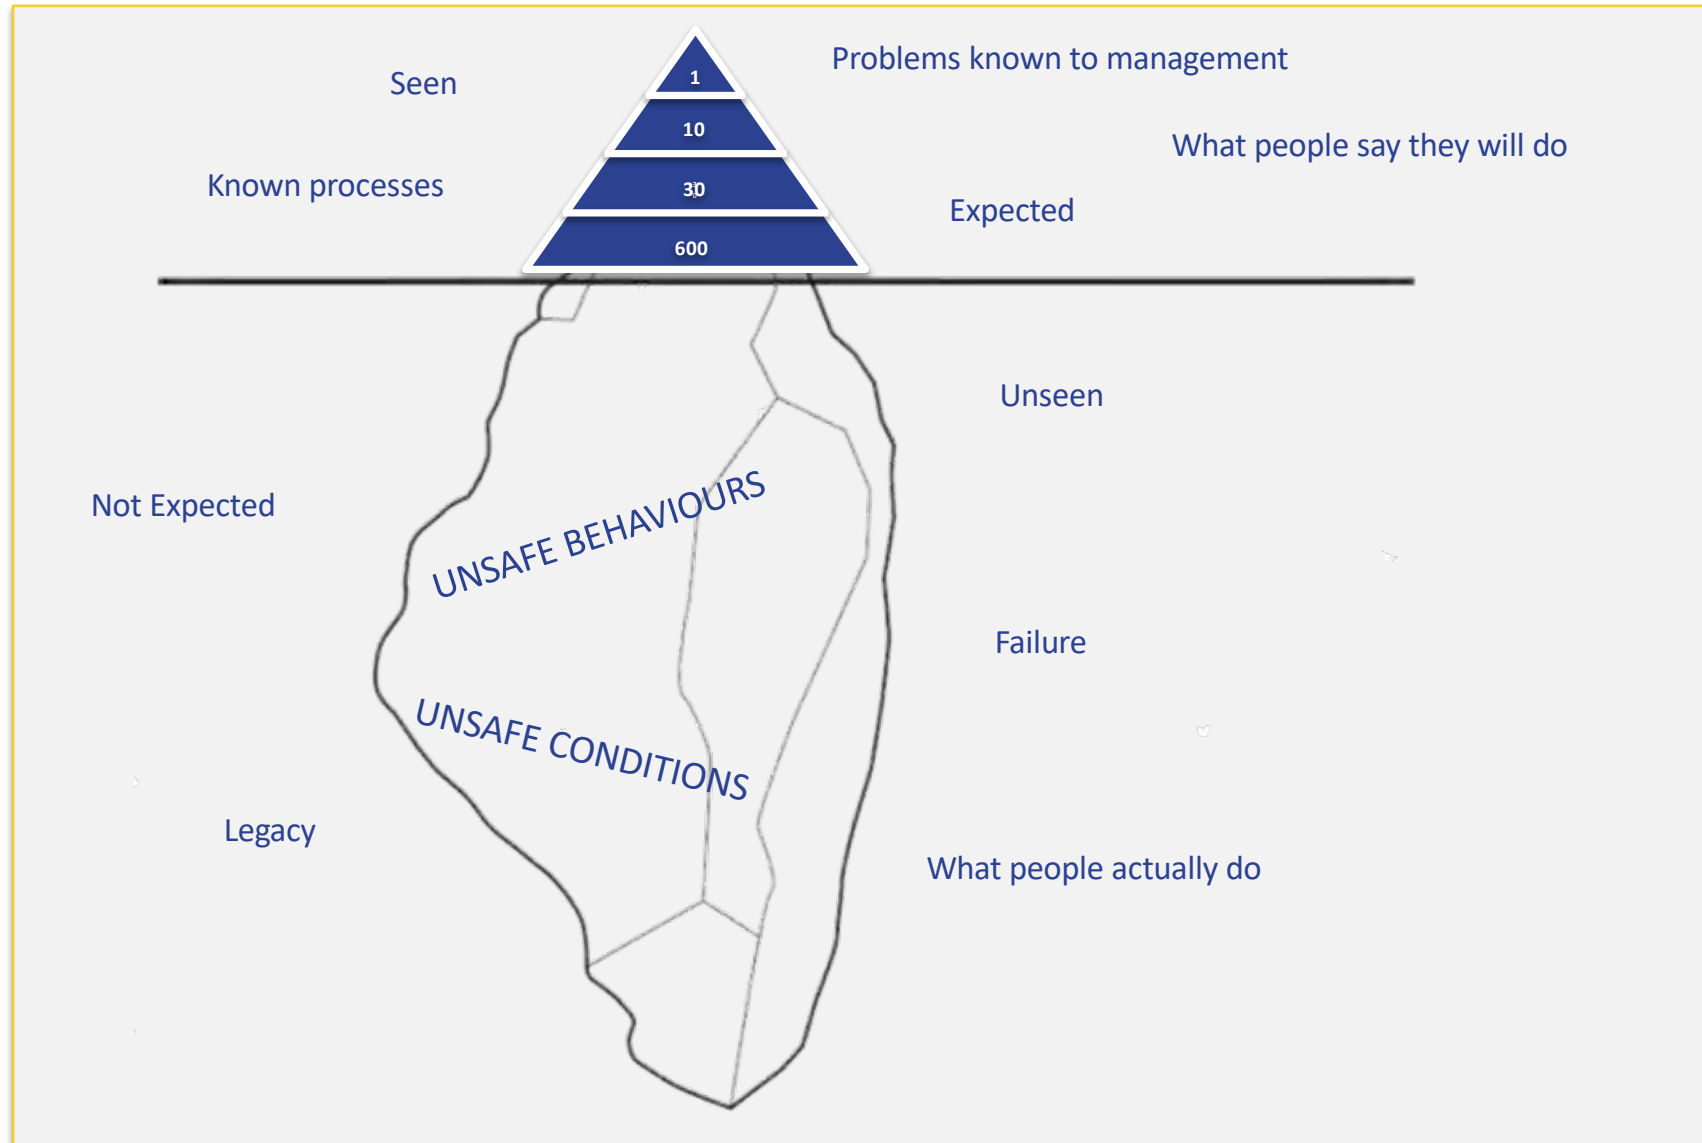 Problems known to management
Seen
1
10
What people say they will do
Known processes
30
Expected
600
Unseen
Not Expected
UNSAFE BEHAVIOURS
Failure
UNSAFE CONDITIONS
Legacy
What people actually do